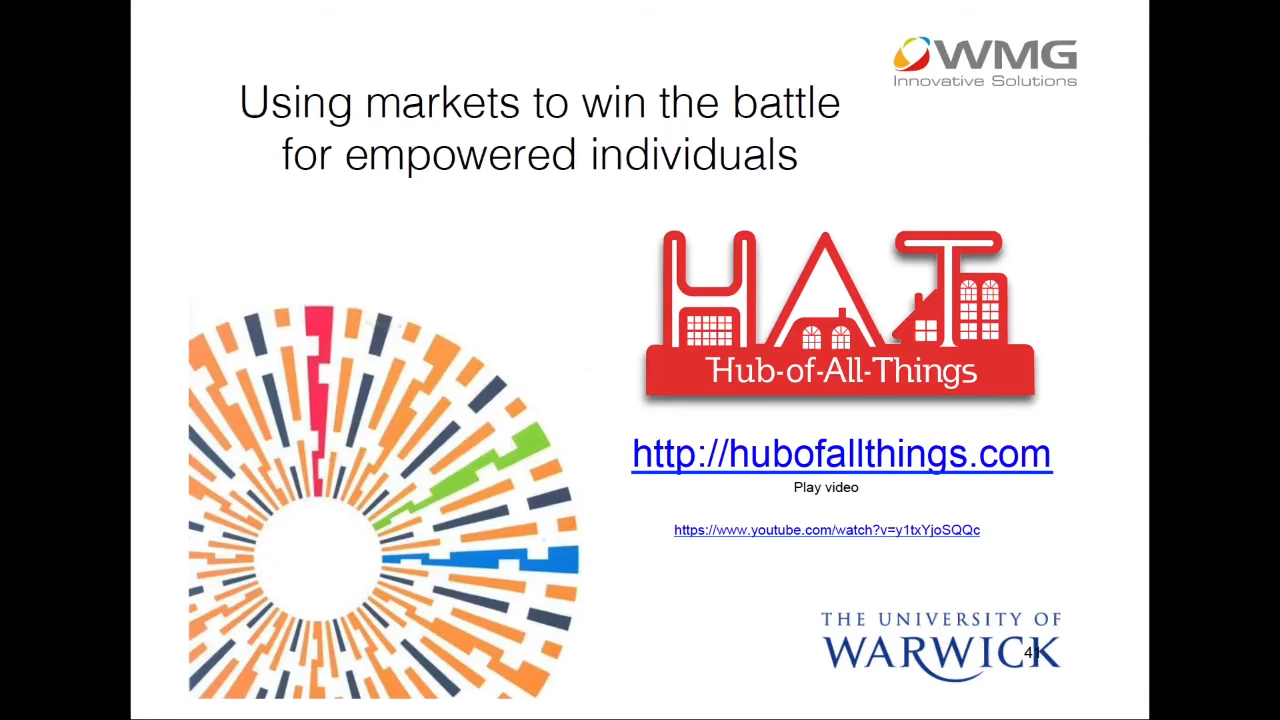 WMG
Innovative Solutions
Using markets to win the battle
for empowered individuals
HAT
Hub-of-All-Things
http://hubofallthings.com
Play video
https://www.youtube.com/watch?v=y1txYjoSQQc
THE UNIVERSITY OF
WARWICK